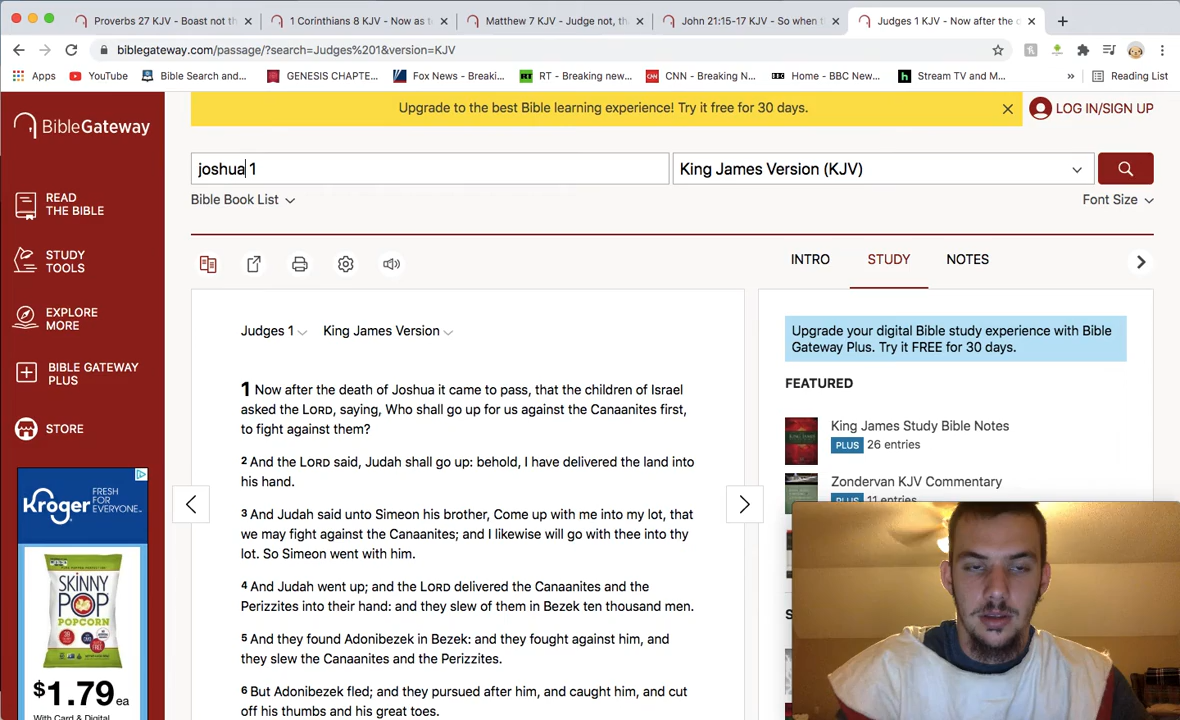 Proverbs 27 KJV - Boast not th
1 Corinthians 8 KJV - Now as to
Matthew 7 KJV - Judge not, tha
John 21:15-17 KJV - So when th
Judges 1 KJV - Now after the d
biblegateway.com/passage/?search=Judges%201&version=KJV
Apps
YouTube
Bible Search and...
GENESIS CHAPTE...
Fox News - Breaki...
RT - Breaking new...
CNN - Breaking N...
Home - BBC New...
Stream TV and M...
»
Reading List
BibleGateway
Upgrade to the best Bible learning experience! Try it free for 30 days.
LOG IN/SIGN UP
joshua 1
King James Version (KJV)
Bible Book List
Font Size
READ
THE BIBLE
STUDY
TOOLS
EXPLORE
MORE
BIBLE GATEWAY
PLUS
STORE
INTRO
STUDY
NOTES
Judges 1
King James Version
1 Now after the death of Joshua it came to pass, that the children of Israel
asked the LORD, saying, Who shall go up for us against the Canaanites first,
to fight against them?
2 And the LORD said, Judah shall go up: behold, I have delivered the land into
his hand.
3 And Judah said unto Simeon his brother, Come up with me into my lot, that
we may fight against the Canaanites; and I likewise will go with thee into thy
lot. So Simeon went with him.
4 And Judah went up; and the LORD delivered the Canaanites and the
Perizzites into their hand: and they slew of them in Bezek ten thousand men.
5 And they found Adonibezek in Bezek: and they fought against him, and
they slew the Canaanites and the Perizzites.
6 But Adonibezek fled; and they pursued after him, and caught him, and cut
off his thumbs and his great toes.
Upgrade your digital Bible study experience with Bible
Gateway Plus. Try it FREE for 30 days.
FEATURED
King James Study Bible Notes
PLUS 26 entries
Zondervan KJV Commentary
PLUS 11 entries
Kroger
FRESH
FOR
EVERYONE™
SKINNY
POP
POPCORN
$1.79 ea
With Card & Digital